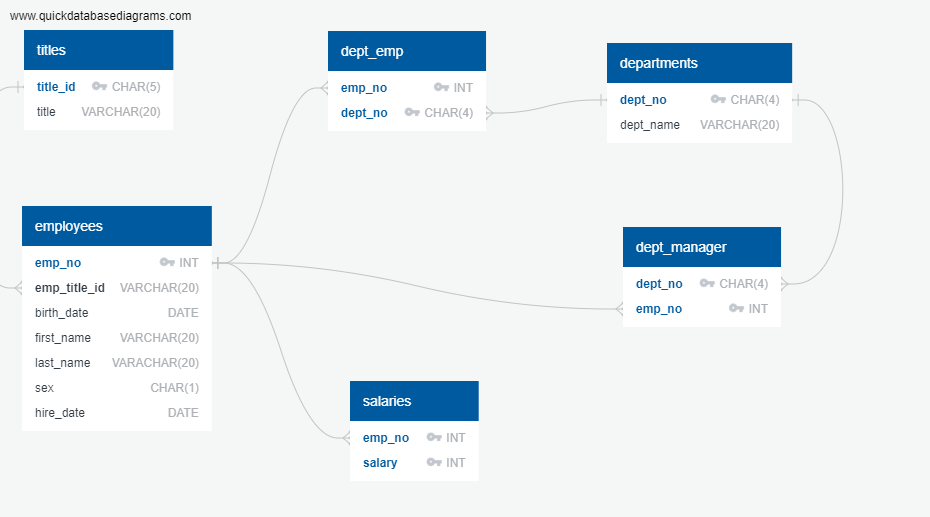 www.quickdatabasediagrams.com
titles
title_id CHAR(5)
title VARCHAR(20)
dept_emp
emp_no INT
dept_no CHAR(4)
departments
dept_no CHAR(4)
dept_name VARCHAR(20)
employees
emp_no INT
emp_title_id VARCHAR(20)
birth_date DATE
first_name VARCHAR(20)
last_name VARACHAR(20)
sex CHAR(1)
hire_date DATE
dept_manager
dept_no CHAR(4)
emp_no INT
salaries
emp_no INT
salary INT